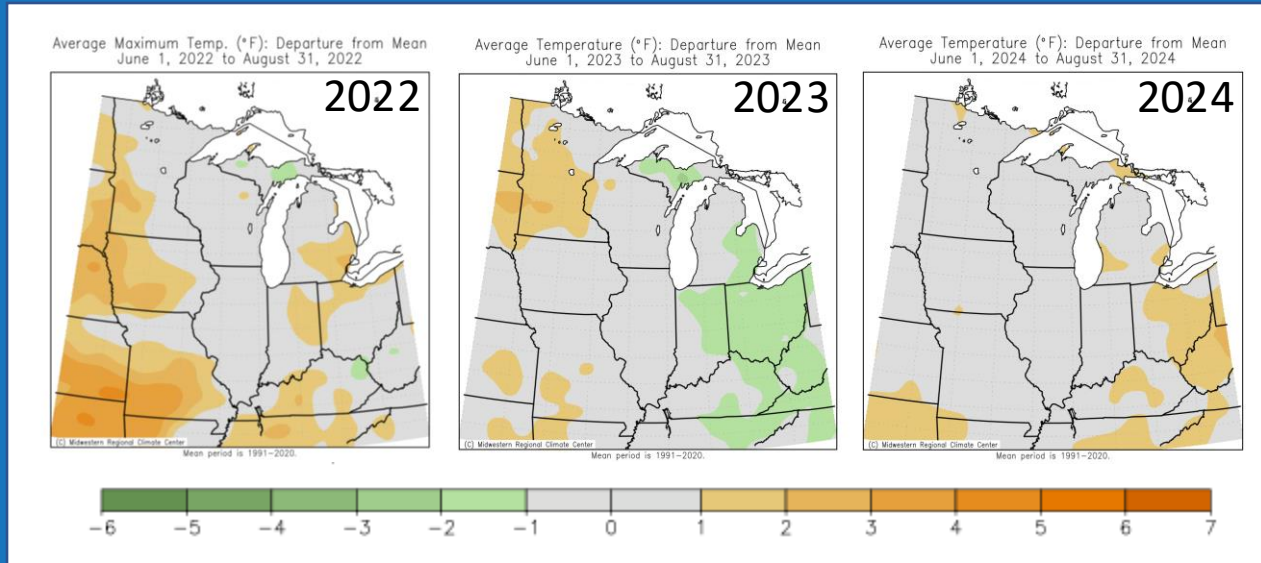 Average Maximum Temp. (°F): Departure from Mean
June 1, 2022 to August 31, 2022
2022
(C) Midwestern Regional Climate Center
Mean period is 1991-2020.
Average Temperature (°F): Departure from Mean
June 1, 2023 to August 31, 2023
2023
(C) Midwestern Regional Climate Center
Mean period is 1991-2020.
Average Temperature (°F): Departure from Mean
June 1, 2024 to August 31, 2024
2024
(C) Midwestern Regional Climate Center
Mean period is 1991-2020.
-6 -5 -4 -3 -2 -1 0 1 2 3 4 5 6 7